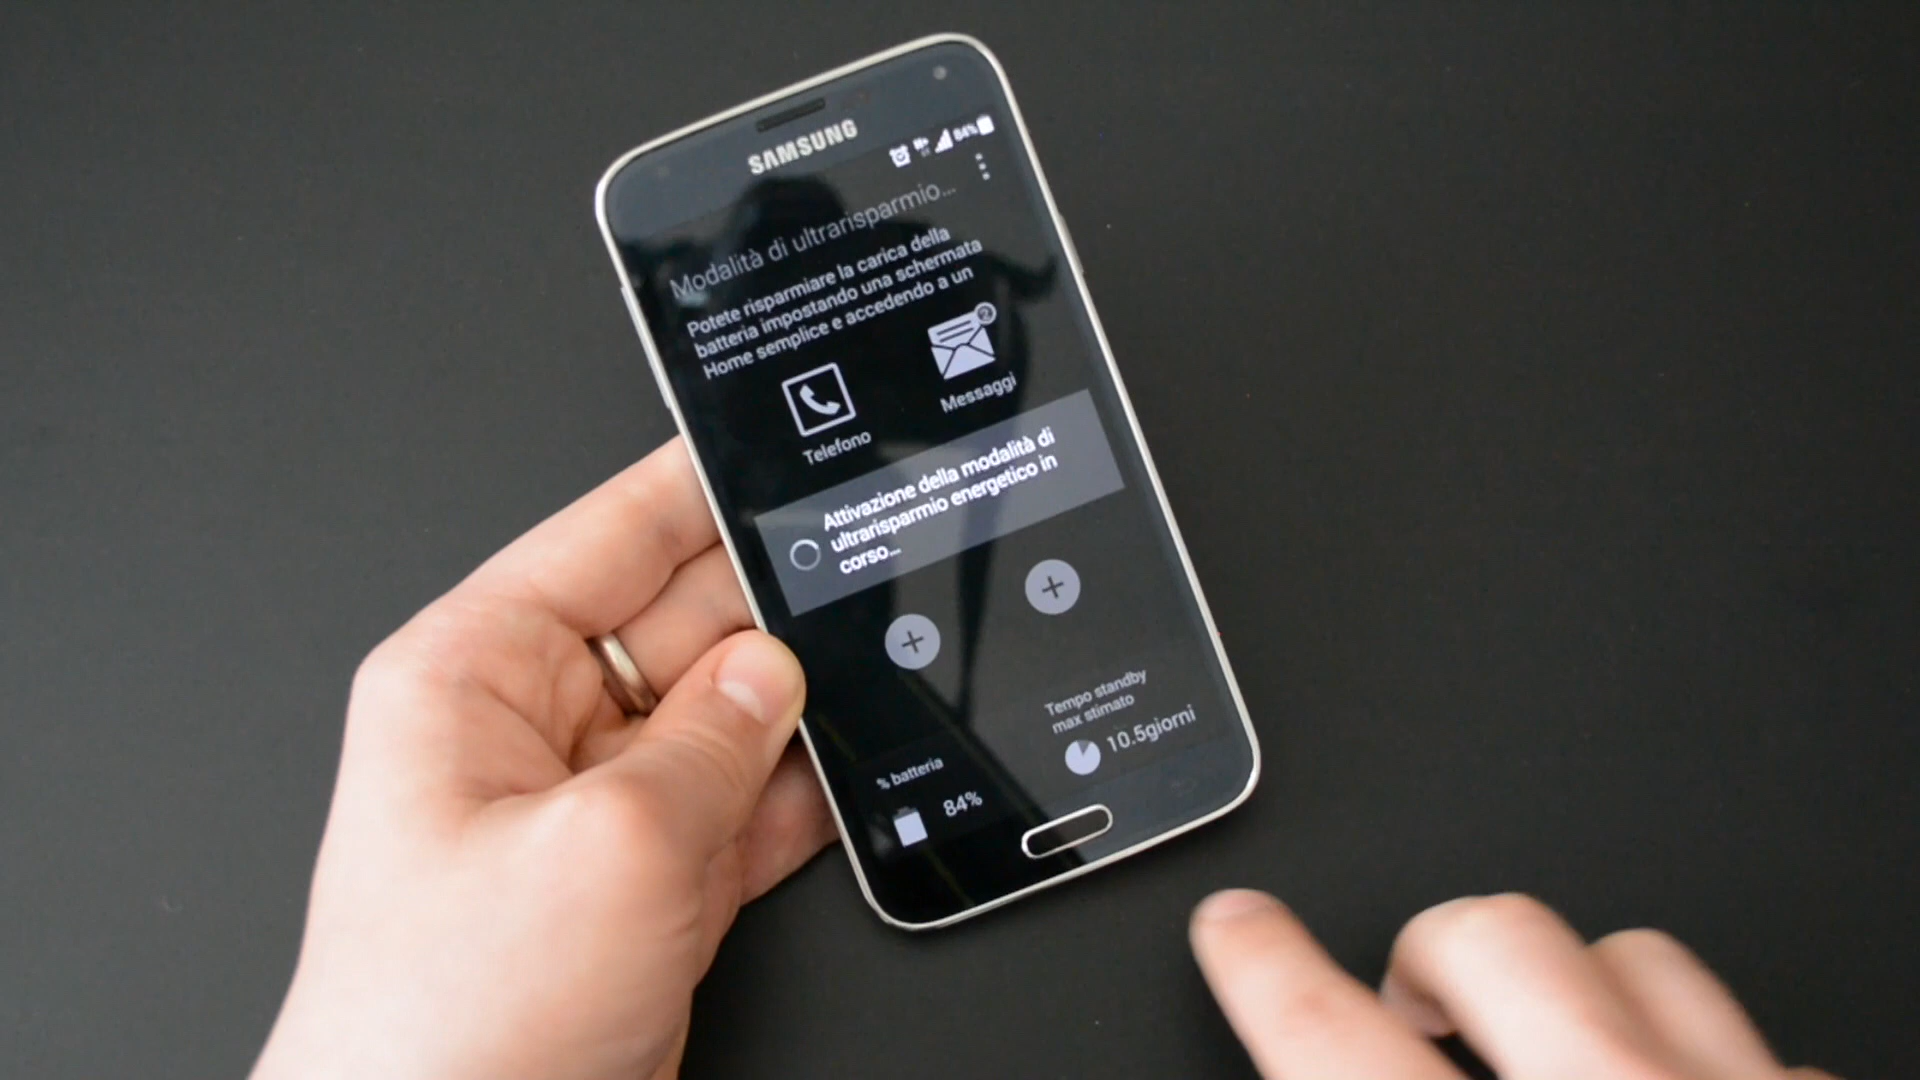 SAMSUNG
84%
Modalità di ultrarisparmio...
Potete risparmiare la carica della
batteria impostando una schermata
Home semplice e accedendo a un
2
Telefono
Messaggi
Attivazione della modalità di
ultrarisparmio energetico in
corso...
% batteria
84%
Tempo standby
max stimato
10.5giorni